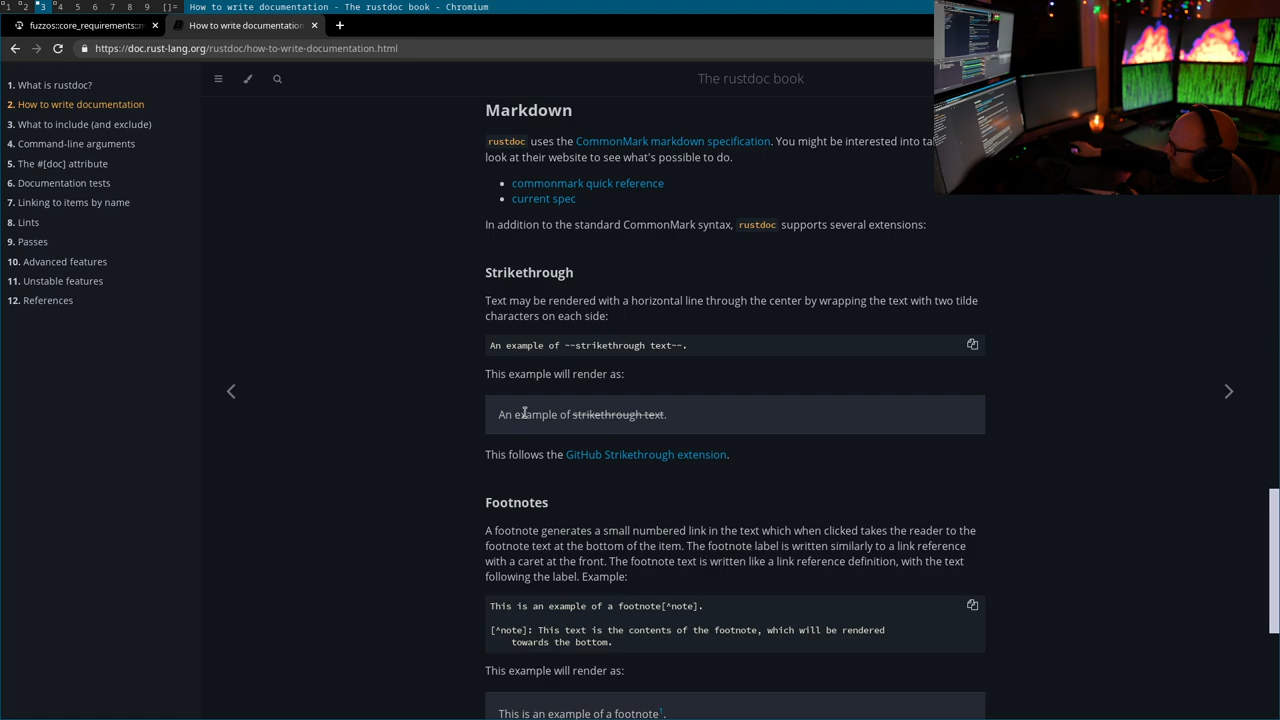 1 2 3 4 5 6 7 8 9 []= How to write documentation - The rustdoc book - Chromium
fuzzos::core_requirements::m
How to write documentation
https://doc.rust-lang.org/rustdoc/how-to-write-documentation.html
1. What is rustdoc?
2. How to write documentation
3. What to include (and exclude)
4. Command-line arguments
5. The #[doc] attribute
6. Documentation tests
7. Linking to items by name
8. Lints
9. Passes
10. Advanced features
11. Unstable features
12. References
The rustdoc book
Markdown
rustdoc uses the CommonMark markdown specification. You might be interested into
look at their website to see what's possible to do.
• commonmark quick reference
• current spec
In addition to the standard CommonMark syntax, rustdoc supports several extensions:
Strikethrough
Text may be rendered with a horizontal line through the center by wrapping the text with two tilde
characters on each side:
An example of ~~strikethrough text~~.
This example will render as:
An example of strikethrough text.
This follows the GitHub Strikethrough extension.
Footnotes
A footnote generates a small numbered link in the text which when clicked takes the reader to the
footnote text at the bottom of the item. The footnote label is written similarly to a link reference
with a caret at the front. The footnote text is written like a link reference definition, with the text
following the label. Example:
This is an example of a footnote[^note].
[^note]: This text is the contents of the footnote, which will be rendered
towards the bottom.
This example will render as:
This is an example of a footnote1.